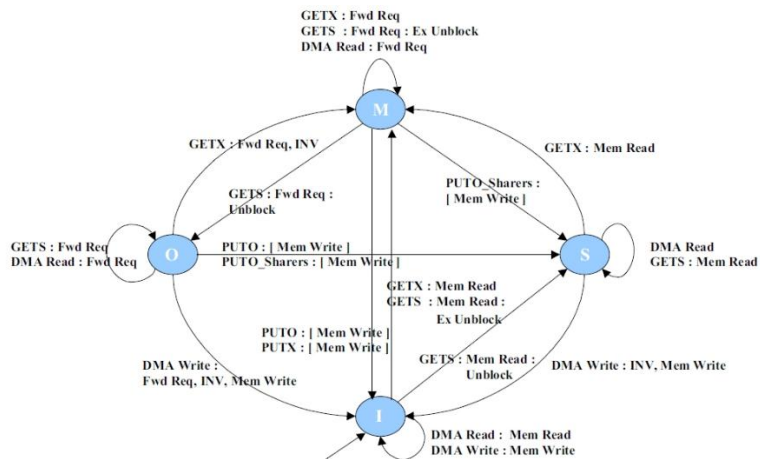 GETX : Fwd Req
GETS : Fwd Req : Ex Unblock
DMA Read : Fwd Req
M
GETX : Fwd Req, INV
GETX : Mem Read
GETS : Fwd Req :
Unblock
PUTO_Sharers :
[ Mem Write ]
GETS : Fwd Req
DMA Read : Fwd Req
O
PUTO : [ Mem Write ]
PUTO_Sharers : [ Mem Write ]
S
DMA Read
GETS : Mem Read
GETX : Mem Read
GETS : Mem Read :
Ex Unblock
PUTO : [ Mem Write ]
PUTX : [ Mem Write ]
GETS : Mem Read :
Unblock
DMA Write :
Fwd Req, INV, Mem Write
DMA Write : INV, Mem Write
I
DMA Read : Mem Read
DMA Write : Mem Write